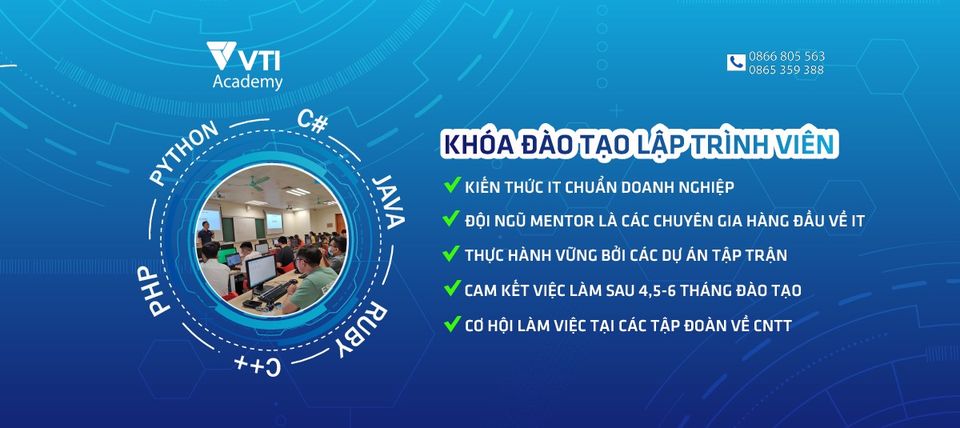 VTI
Academy
0866 805 563
0865 359 388
PYTHON
C#
JAVA
RUBY
C++
PHP
KHÓA ĐÀO TẠO LẬP TRÌNH VIÊN
KIẾN THỨC IT CHUẨN DOANH NGHIỆP
ĐỘI NGŨ MENTOR LÀ CÁC CHUYÊN GIA HÀNG ĐẦU VỀ IT
THỰC HÀNH VỮNG BỞI CÁC DỰ ÁN TẬP TRẬN
CAM KẾT VIỆC LÀM SAU 4,5-6 THÁNG ĐÀO TẠO
CƠ HỘI LÀM VIỆC TẠI CÁC TẬP ĐOÀN VỀ CNTT